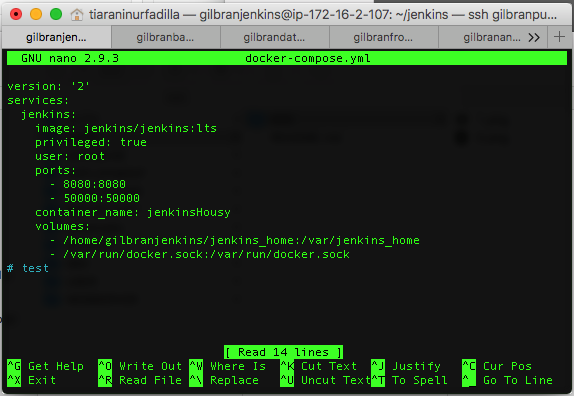 tiaraninurfadilla — gilbranjenkins@ip-172-16-2-107: ~/jenkins — ssh gilbranpu...
gilbranjen... gilbranba... gilbrandat... gilbranfro... gilbranan... >> +
GNU nano 2.9.3 docker-compose.yml
version: '2'
services:
  jenkins:
    image: jenkins/jenkins:lts
    privileged: true
    user: root
    ports:
      - 8080:8080
      - 50000:50000
    container_name: jenkinsHousy
    volumes:
      - /home/gilbranjenkins/jenkins_home:/var/jenkins_home
      - /var/run/docker.sock:/var/run/docker.sock
# test
[ Read 14 lines ]
^G Get Help ^O Write Out ^W Where Is ^K Cut Text ^J Justify ^C Cur Pos
^X Exit ^R Read File ^\ Replace ^U Uncut Text ^T To Spell ^_ Go To Line